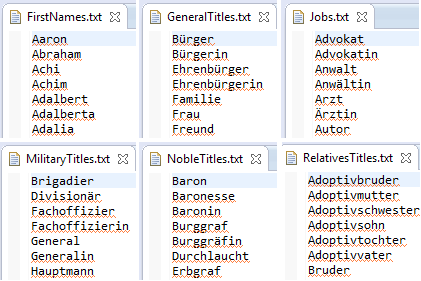 FirstNames.txt
Aaron
Abraham
Achi
Achim
Adalbert
Adalberta
Adalia
GeneralTitles.txt
Bürger
Bürgerin
Ehrenbürger
Ehrenbürgerin
Familie
Frau
Freund
Jobs.txt
Advokat
Advokatin
Anwalt
Anwältin
Arzt
Ärztin
Autor
MilitaryTitles.txt
Brigadier
Divisionär
Fachoffizier
Fachoffizierin
General
Generalin
Hauptmann
NobleTitles.txt
Baron
Baronesse
Baronin
Burggraf
Burggräfin
Durchlaucht
Erbgraf
RelativesTitles.txt
Adoptivbruder
Adoptivmutter
Adoptivschwester
Adoptivsohn
Adoptivtochter
Adoptivvater
Bruder